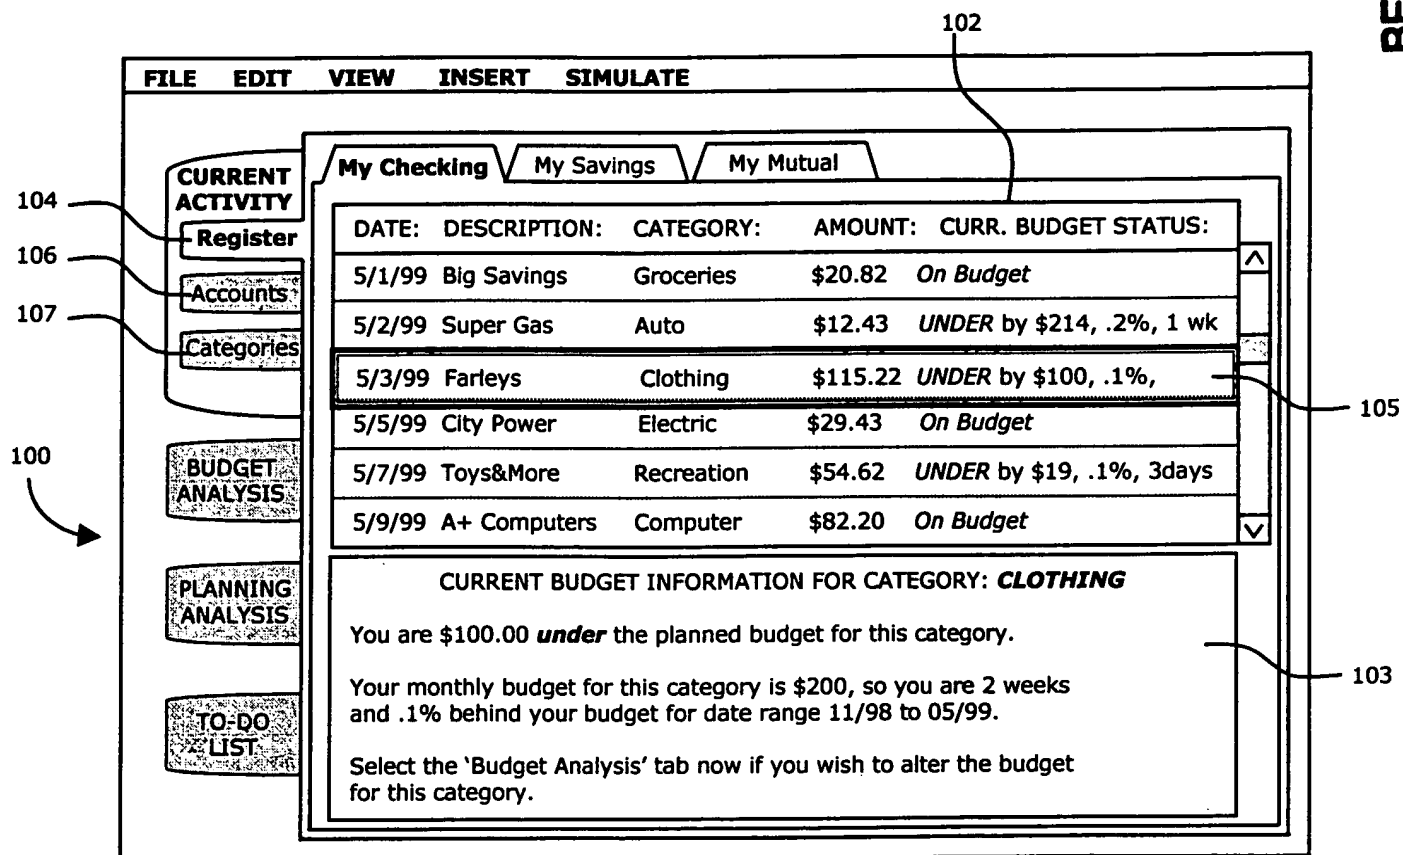 102
FILE EDIT VIEW INSERT SIMULATE
My Checking My Savings My Mutual
CURRENT
ACTIVITY
104
Register
106
Accounts
107
Categories
DATE: DESCRIPTION: CATEGORY: AMOUNT: CURR. BUDGET STATUS:
5/1/99 Big Savings Groceries $20.82 On Budget
5/2/99 Super Gas Auto $12.43 UNDER by $214, .2%, 1 wk
5/3/99 Farleys Clothing $115.22 UNDER by $100, .1%,
105
5/5/99 City Power Electric $29.43 On Budget
5/7/99 Toys&More Recreation $54.62 UNDER by $19, .1%, 3days
5/9/99 A+ Computers Computer $82.20 On Budget
100
BUDGET
ANALYSIS
PLANNING
ANALYSIS
TO-DO
LIST
CURRENT BUDGET INFORMATION FOR CATEGORY: CLOTHING
You are $100.00 under the planned budget for this category.
103
Your monthly budget for this category is $200, so you are 2 weeks
and .1% behind your budget for date range 11/98 to 05/99.
Select the ‘Budget Analysis’ tab now if you wish to alter the budget
for this category.